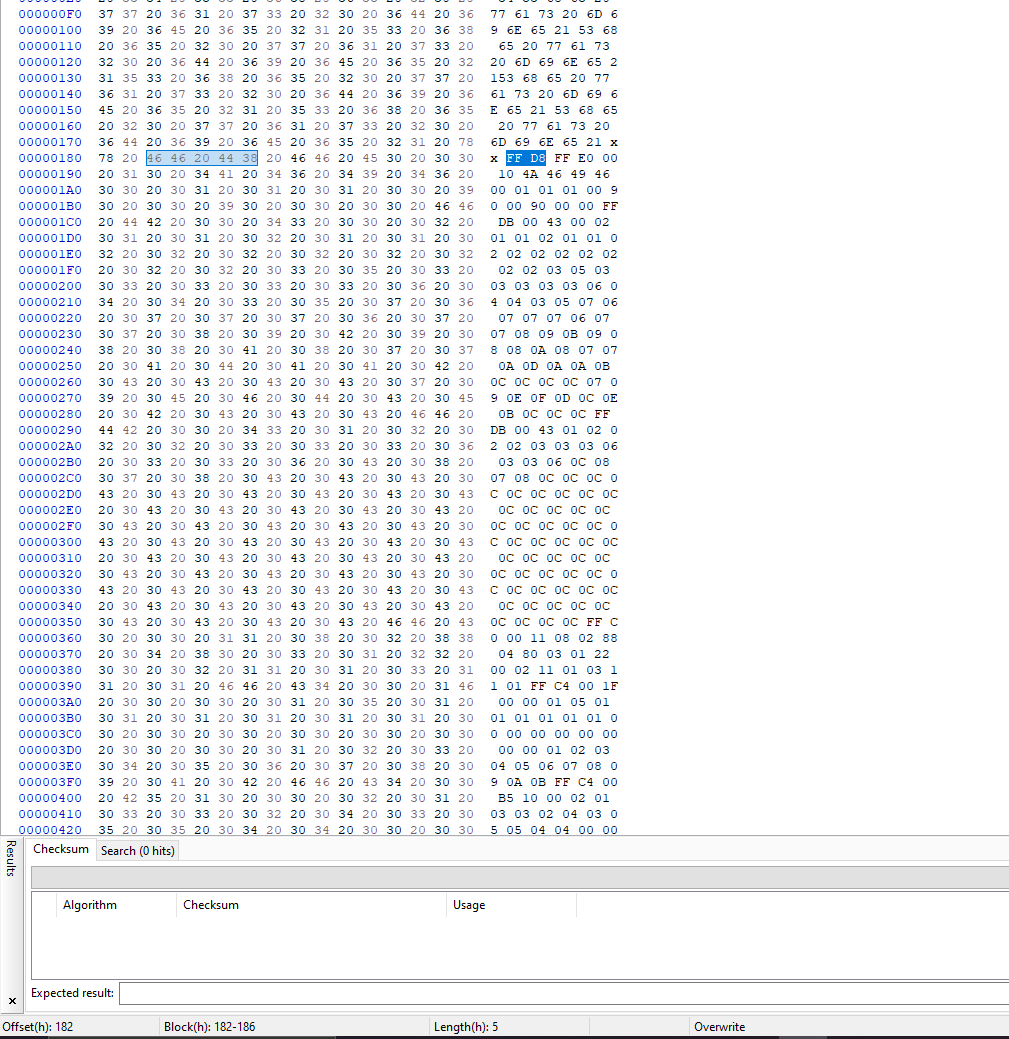 000000F0 37 37 20 36 31 20 37 33 20 32 30 20 36 44 20 36 77 61 73 20 6D 6
00000100 39 20 36 45 20 36 35 20 32 31 20 35 33 20 36 38 9 6E 65 21 53 68
00000110 20 36 35 20 32 30 20 37 37 20 36 31 20 37 33 20 65 20 77 61 73
00000120 32 30 20 36 44 20 36 39 20 36 45 20 36 35 20 32 20 6D 69 6E 65 2
00000130 31 35 33 20 36 38 20 36 35 20 32 30 20 37 37 20 153 68 65 20 77
00000140 36 31 20 37 33 20 32 30 20 36 44 20 36 39 20 36 61 73 20 6D 69 6
00000150 45 20 36 35 20 32 31 20 35 33 20 36 38 20 36 35 E 65 21 53 68 65
00000160 20 32 30 20 37 37 20 36 31 20 37 33 20 32 30 20 20 77 61 73 20
00000170 36 44 20 36 39 20 36 45 20 36 35 20 32 31 20 78 6D 69 6E 65 21 x
00000180 78 20 46 46 20 44 38 20 46 46 20 45 30 20 30 30 x FF D8 FF E0 00
00000190 20 31 30 20 34 41 20 34 36 20 34 39 20 34 36 20 10 4A 46 49 46
000001A0 30 30 20 30 31 20 30 31 20 30 31 20 30 30 20 39 00 01 01 01 00 9
000001B0 30 20 30 30 20 39 30 20 30 30 20 30 30 20 46 46 0 00 90 00 00 FF
000001C0 20 44 42 20 30 30 20 34 33 20 30 30 20 30 32 20 DB 00 43 00 02
000001D0 30 31 20 30 31 20 30 32 20 30 31 20 30 31 20 30 01 01 02 01 01 0
000001E0 32 20 30 32 20 30 32 20 30 32 20 30 32 20 30 32 2 02 02 02 02 02
000001F0 20 30 32 20 30 32 20 30 33 20 30 35 20 30 33 20 02 02 03 05 03
00000200 30 33 20 30 33 20 30 33 20 30 33 20 30 36 20 30 03 03 03 03 06 0
00000210 34 20 30 34 20 30 33 20 30 35 20 30 37 20 30 36 4 04 03 05 07 06
00000220 20 30 37 20 30 37 20 30 37 20 30 36 20 30 37 20 07 07 07 06 07
00000230 30 37 20 30 38 20 30 39 20 30 42 20 30 39 20 30 07 08 09 0B 09 0
00000240 38 20 30 38 20 30 41 20 30 38 20 30 37 20 30 37 8 08 0A 08 07 07
00000250 20 30 41 20 30 44 20 30 41 20 30 41 20 30 42 20 0A 0D 0A 0A 0B
00000260 30 43 20 30 43 20 30 43 20 30 43 20 30 37 20 30 0C 0C 0C 0C 07 0
00000270 39 20 30 45 20 30 46 20 30 44 20 30 43 20 30 45 9 0E 0F 0D 0C 0E
00000280 20 30 42 20 30 43 20 30 43 20 30 43 20 46 46 20 0B 0C 0C 0C FF
00000290 44 42 20 30 30 20 34 33 20 30 31 20 30 32 20 30 DB 00 43 01 02 0
000002A0 32 20 30 32 20 30 33 20 30 33 20 30 33 20 30 36 2 02 03 03 03 06
000002B0 20 30 33 20 30 33 20 30 36 20 30 43 20 30 38 20 03 03 06 0C 08
000002C0 30 37 20 30 38 20 30 43 20 30 43 20 30 43 20 30 07 08 0C 0C 0C 0
000002D0 43 20 30 43 20 30 43 20 30 43 20 30 43 20 30 43 C 0C 0C 0C 0C 0C
000002E0 20 30 43 20 30 43 20 30 43 20 30 43 20 30 43 20 0C 0C 0C 0C 0C
000002F0 30 43 20 30 43 20 30 43 20 30 43 20 30 43 20 30 0C 0C 0C 0C 0C 0
00000300 43 20 30 43 20 30 43 20 30 43 20 30 43 20 30 43 C 0C 0C 0C 0C 0C
00000310 20 30 43 20 30 43 20 30 43 20 30 43 20 30 43 20 0C 0C 0C 0C 0C
00000320 30 43 20 30 43 20 30 43 20 30 43 20 30 43 20 30 0C 0C 0C 0C 0C 0
00000330 43 20 30 43 20 30 43 20 30 43 20 30 43 20 30 43 C 0C 0C 0C 0C 0C
00000340 20 30 43 20 30 43 20 30 43 20 30 43 20 30 43 20 0C 0C 0C 0C 0C
00000350 30 43 20 30 43 20 30 43 20 30 43 20 46 46 20 43 0C 0C 0C 0C FF C
00000360 30 20 30 30 20 31 31 20 30 38 20 30 32 20 38 38 0 00 11 08 02 88
00000370 20 30 34 20 38 30 20 30 33 20 30 31 20 32 32 20 04 80 03 01 22
00000380 30 30 20 30 32 20 31 31 20 30 31 20 30 33 20 31 00 02 11 01 03 1
00000390 31 20 30 31 20 46 46 20 43 34 20 30 30 20 31 46 1 01 FF C4 00 1F
000003A0 20 30 30 20 30 30 20 30 31 20 30 35 20 30 31 20 00 00 01 05 01
000003B0 30 31 20 30 31 20 30 31 20 30 31 20 30 31 20 30 01 01 01 01 01 0
000003C0 30 20 30 30 20 30 30 20 30 30 20 30 30 20 30 30 0 00 00 00 00 00
000003D0 20 30 30 20 30 30 20 30 31 20 30 32 20 30 33 20 00 00 01 02 03
000003E0 30 34 20 30 35 20 30 36 20 30 37 20 30 38 20 30 04 05 06 07 08 0
000003F0 39 20 30 41 20 30 42 20 46 46 20 43 34 20 30 30 9 0A 0B FF C4 00
00000400 20 42 35 20 31 30 20 30 30 20 30 32 20 30 31 20 B5 10 00 02 01
00000410 30 33 20 30 33 20 30 32 20 30 34 20 30 33 20 30 03 03 02 04 03 0
00000420 35 20 30 35 20 30 34 20 30 34 20 30 30 20 30 30 5 05 04 04 00 00
Results
Checksum Search (0 hits)
Algorithm Checksum Usage
Expected result:
Offset(h): 182 Block(h): 182-186 Length(h): 5 Overwrite